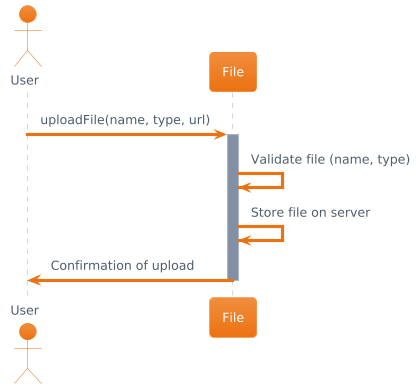 User
File
uploadFile(name, type, url)
Validate file (name, type)
Store file on server
Confirmation of upload
User
File